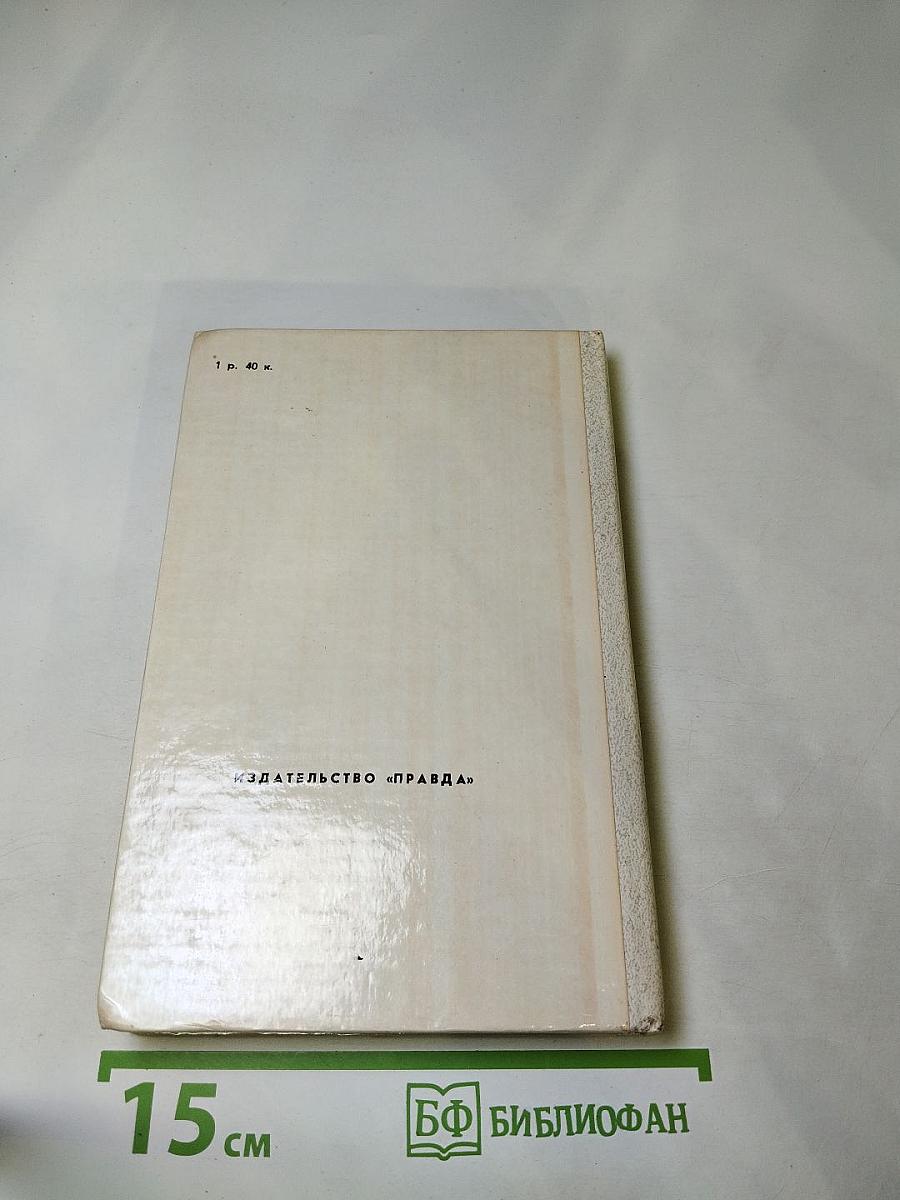 1 р. 40 к.
ИЗДАТЕЛЬСТВО «ПРАВДА»
15 см
БФ БИБЛИОФАН